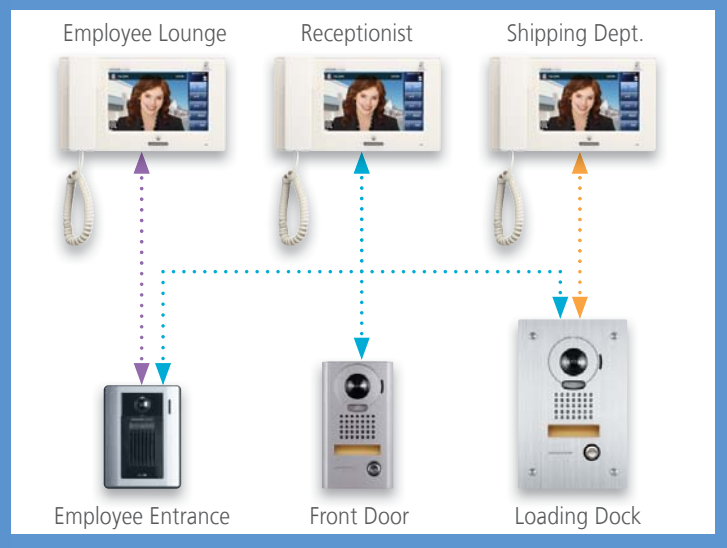 Employee Lounge
Receptionist
Shipping Dept.
Employee Entrance
Front Door
Loading Dock